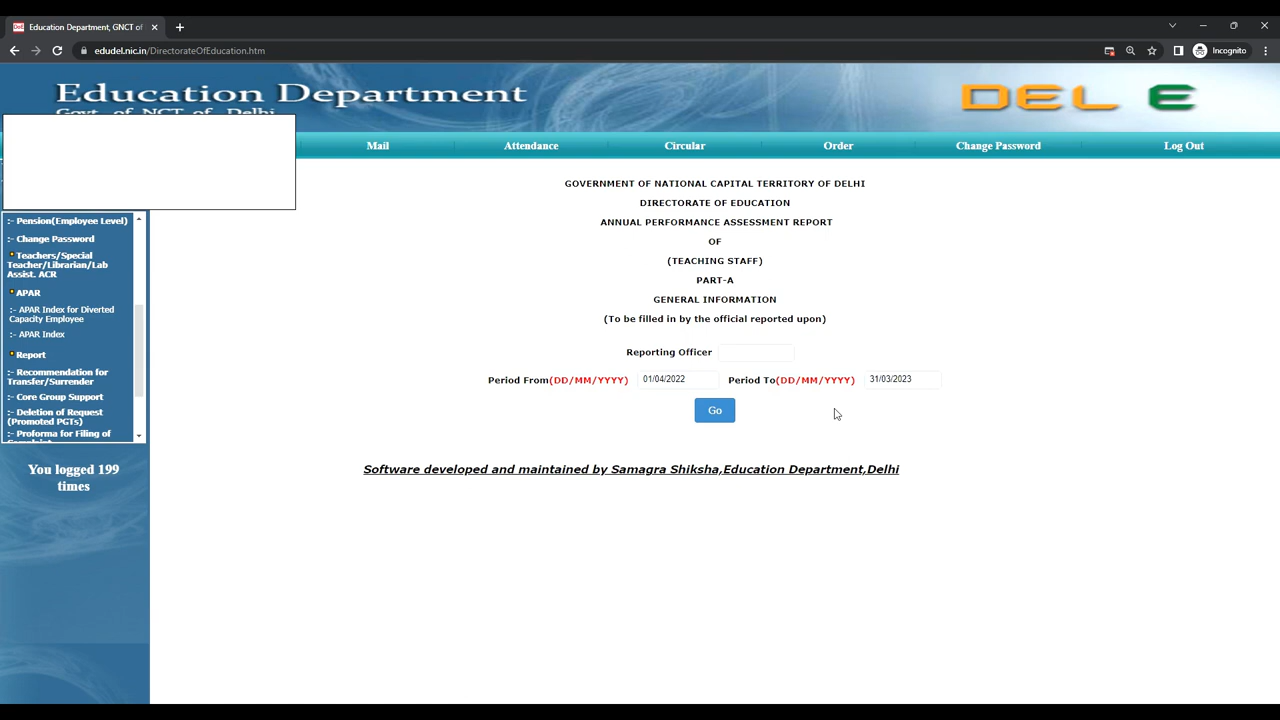 Education Department, GNCT of
edudel.nic.in/DirectorateOfEducation.htm
Incognito
Education Department
Govt. of NCT of Delhi
DEL E
Mail
Attendance
Circular
Order
Change Password
Log Out
:- Pension(Employee Level)
:- Change Password
Teachers/Special
Teacher/Librarian/Lab
Assist. ACR
APAR
:- APAR Index for Diverted
Capacity Employee
:- APAR Index
Report
:- Recommendation for
Transfer/Surrender
:- Core Group Support
:- Deletion of Request
(Promoted PGTs)
:- Proforma for Filing of
You logged 199
times
GOVERNMENT OF NATIONAL CAPITAL TERRITORY OF DELHI
DIRECTORATE OF EDUCATION
ANNUAL PERFORMANCE ASSESSMENT REPORT
OF
(TEACHING STAFF)
PART-A
GENERAL INFORMATION
(To be filled in by the official reported upon)
Reporting Officer
Period From(DD/MM/YYYY) 01/04/2022 Period To(DD/MM/YYYY) 31/03/2023
Go
Software developed and maintained by Samagra Shiksha,Education Department,Delhi